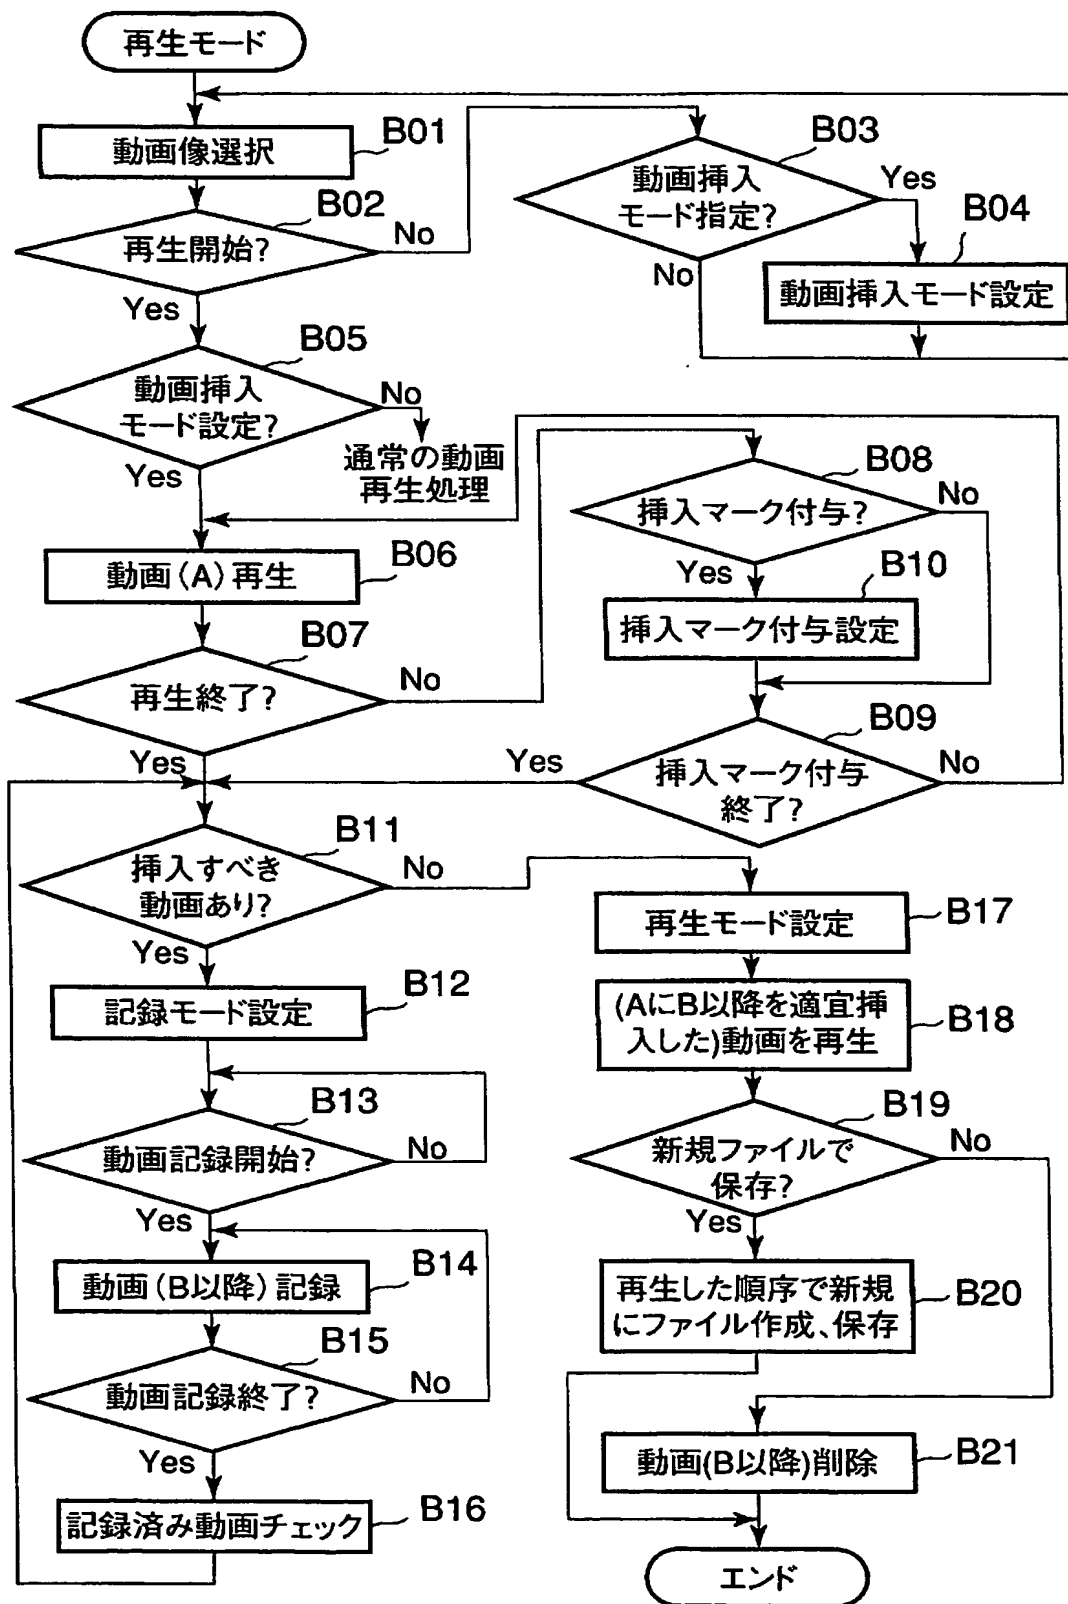 再生モード
動画像選択
B01
B02
再生開始?
No
Yes
B03
動画挿入
モード指定?
Yes
No
B04
動画挿入モード設定
B05
動画挿入
モード設定?
No
通常の動画
再生処理
Yes
動画(A)再生
B06
B07
再生終了?
No
Yes
B08
挿入マーク付与?
No
Yes
B10
挿入マーク付与設定
B09
挿入マーク付与
終了?
Yes
No
B11
挿入すべき
動画あり?
No
Yes
記録モード設定
B12
B13
動画記録開始?
No
Yes
動画(B以降)記録
B14
B15
動画記録終了?
No
Yes
記録済み動画チェック
B16
再生モード設定
B17
(AにB以降を適宜挿
入した)動画を再生
B18
B19
新規ファイルで
保存?
No
Yes
再生した順序で新規
にファイル作成、保存
B20
動画(B以降)削除
B21
エンド